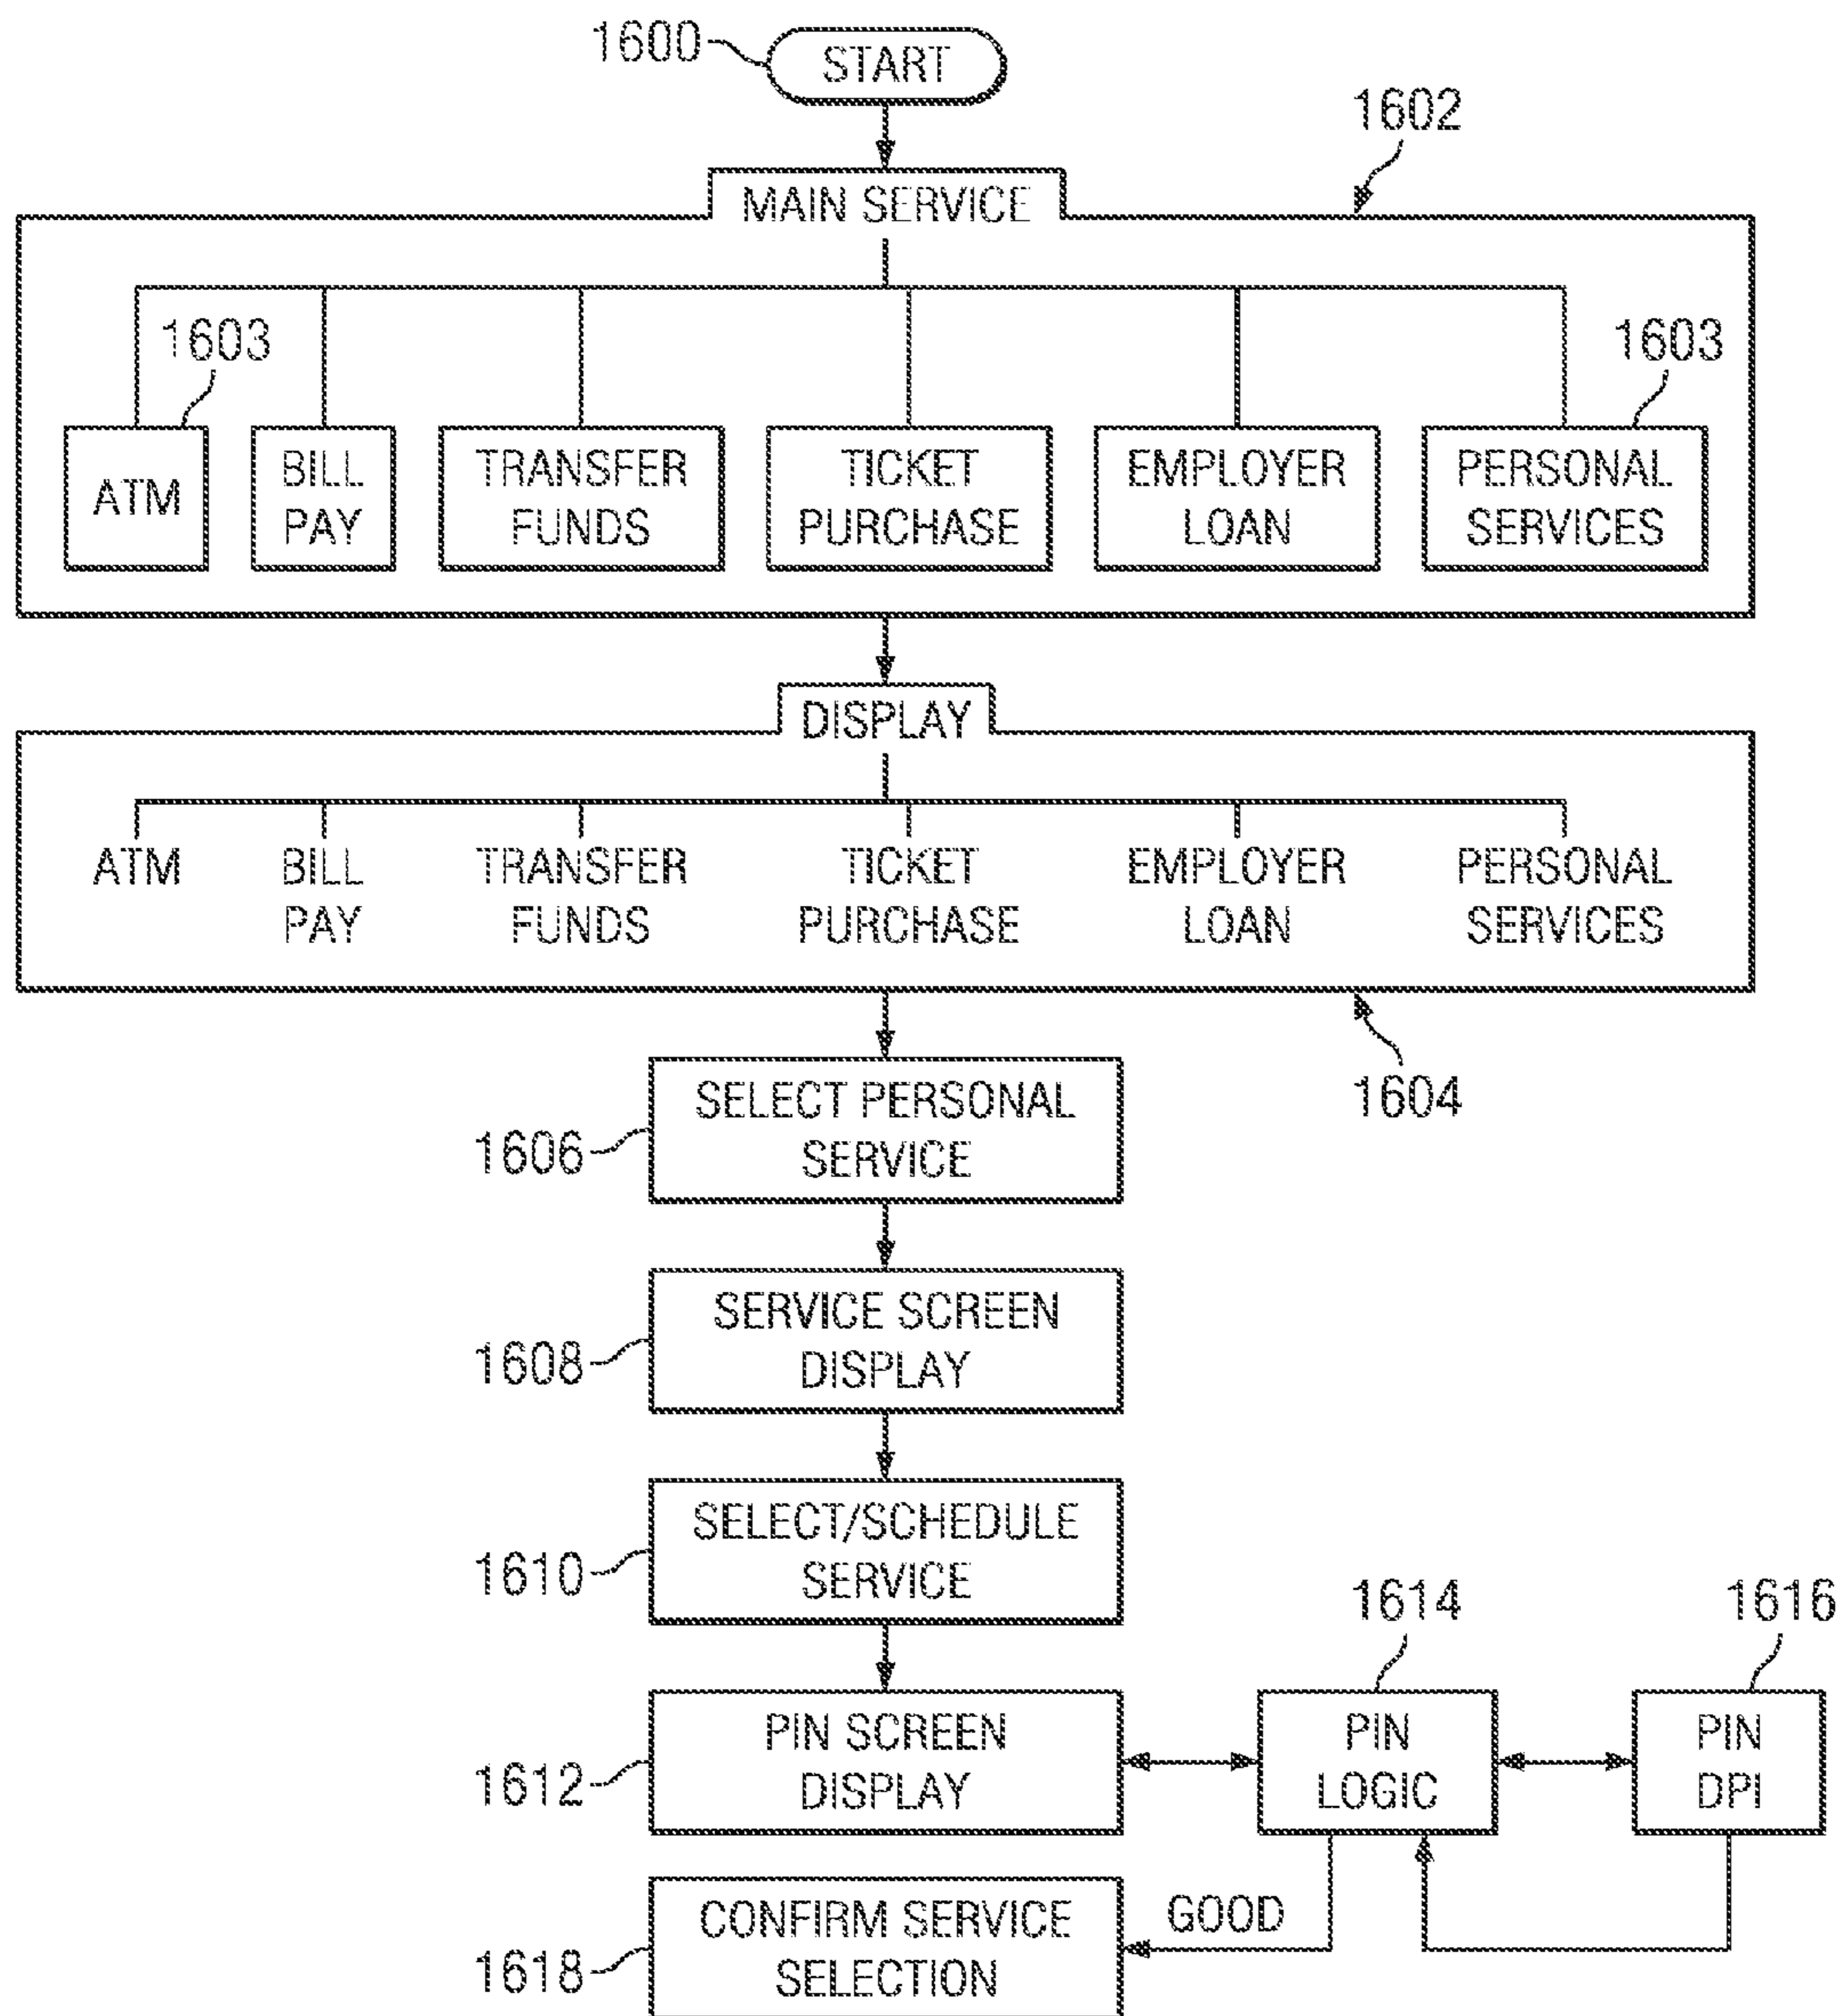 1600
START
1602
MAIN SERVICE
1603
1603
ATM
BILL
PAY
TRANSFER
FUNDS
TICKET
PURCHASE
EMPLOYER
LOAN
PERSONAL
SERVICES
DISPLAY
ATM
BILL
PAY
TRANSFER
FUNDS
TICKET
PURCHASE
EMPLOYER
LOAN
PERSONAL
SERVICES
1604
SELECT PERSONAL
SERVICE
1606
SERVICE SCREEN
DISPLAY
1608
SELECT/SCHEDULE
SERVICE
1610
1614
1616
PIN SCREEN
DISPLAY
1612
PIN
LOGIC
PIN
DPI
GOOD
CONFIRM SERVICE
SELECTION
1618